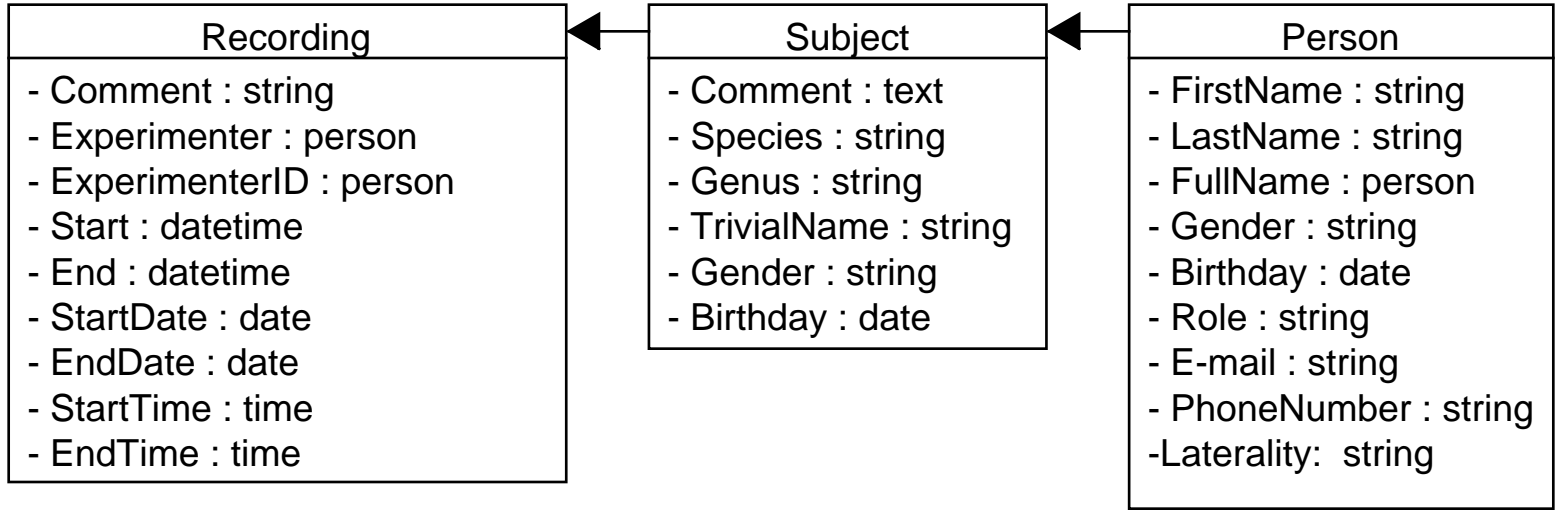 Recording
- Comment : string
- Experimenter : person
- ExperimenterID : person
- Start : datetime
- End : datetime
- StartDate : date
- EndDate : date
- StartTime : time
- EndTime : time
Subject
- Comment : text
- Species : string
- Genus : string
- TrivialName : string
- Gender : string
- Birthday : date
Person
- FirstName : string
- LastName : string
- FullName : person
- Gender : string
- Birthday : date
- Role : string
- E-mail : string
- PhoneNumber : string
-Laterality:  string